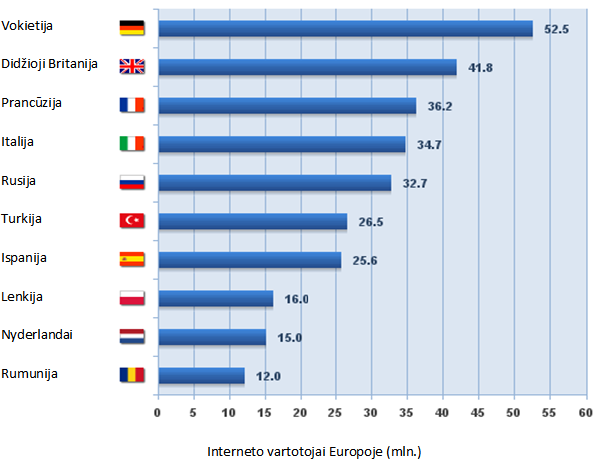 Vokietija 52.5
Didžioji Britanija 41.8
Prancūzija 36.2
Italija 34.7
Rusija 32.7
Turkija 26.5
Ispanija 25.6
Lenkija 16.0
Nyderlandai 15.0
Rumunija 12.0
0 5 10 15 20 25 30 35 40 45 50 55 60
Interneto vartotojai Europoje (mln.)